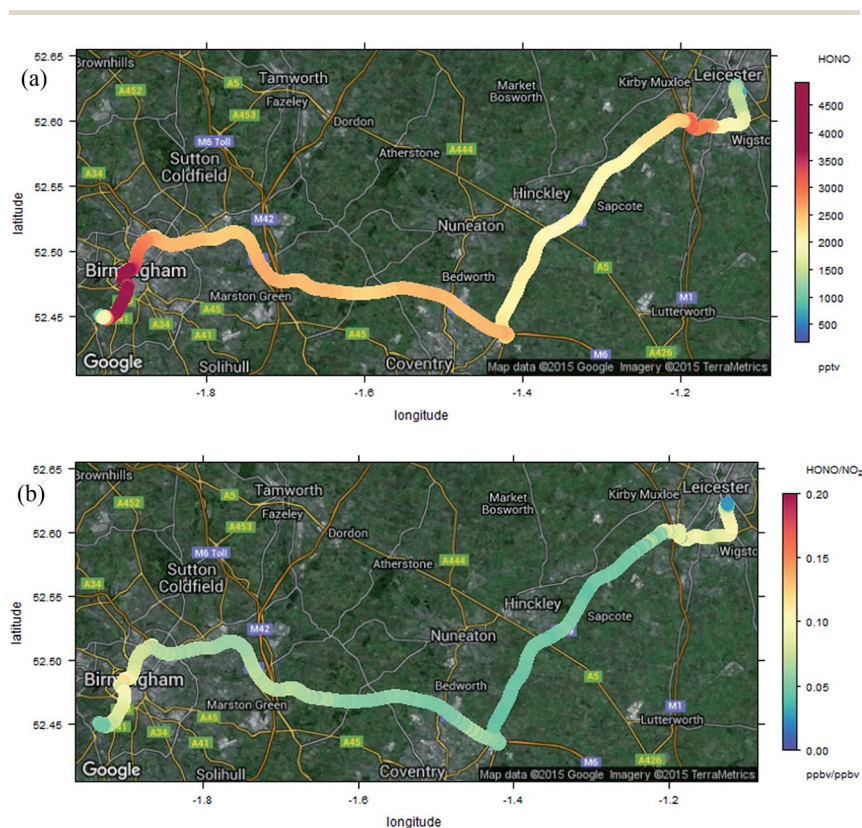 (a)
HONO
52.65
52.60
52.55
52.50
52.45
latitude
Brownhills
A452
A5
Tamworth
Fazeley
A453
M6 Toll
A34
Sutton
Coldfield
Dordon
Atherstone
A444
Market
Bosworth
Kirby Muxloe
Leicester
Wigsto
Hinckley
Sapcote
Nuneaton
M42
Birmingham
Marston Green
Bedworth
A5
M1
Lutterworth
A45
A34
A41
A45
Solihull
Coventry
M6
A426
Google
Map data ©2015 Google Imagery ©2015 TerraMetrics
-1.8
-1.6
-1.4
-1.2
longitude
4500
4000
3500
3000
2500
2000
1500
1000
500
pptv
(b)
HONO/NO2
52.65
52.60
52.55
52.50
52.45
latitude
Brownhills
A452
A5
Tamworth
Fazeley
A453
M6 Toll
A34
Sutton
Coldfield
Dordon
Atherstone
A444
Market
Bosworth
Kirby Muxloe
Leicester
Wigsto
Hinckley
Sapcote
Nuneaton
M42
Birmingham
Marston Green
Bedworth
A5
M1
Lutterworth
A45
A34
A41
A45
Solihull
Coventry
M6
A426
Google
Map data ©2015 Google Imagery ©2015 TerraMetrics
-1.8
-1.6
-1.4
-1.2
longitude
0.20
0.15
0.10
0.05
0.00
ppbv/ppbv